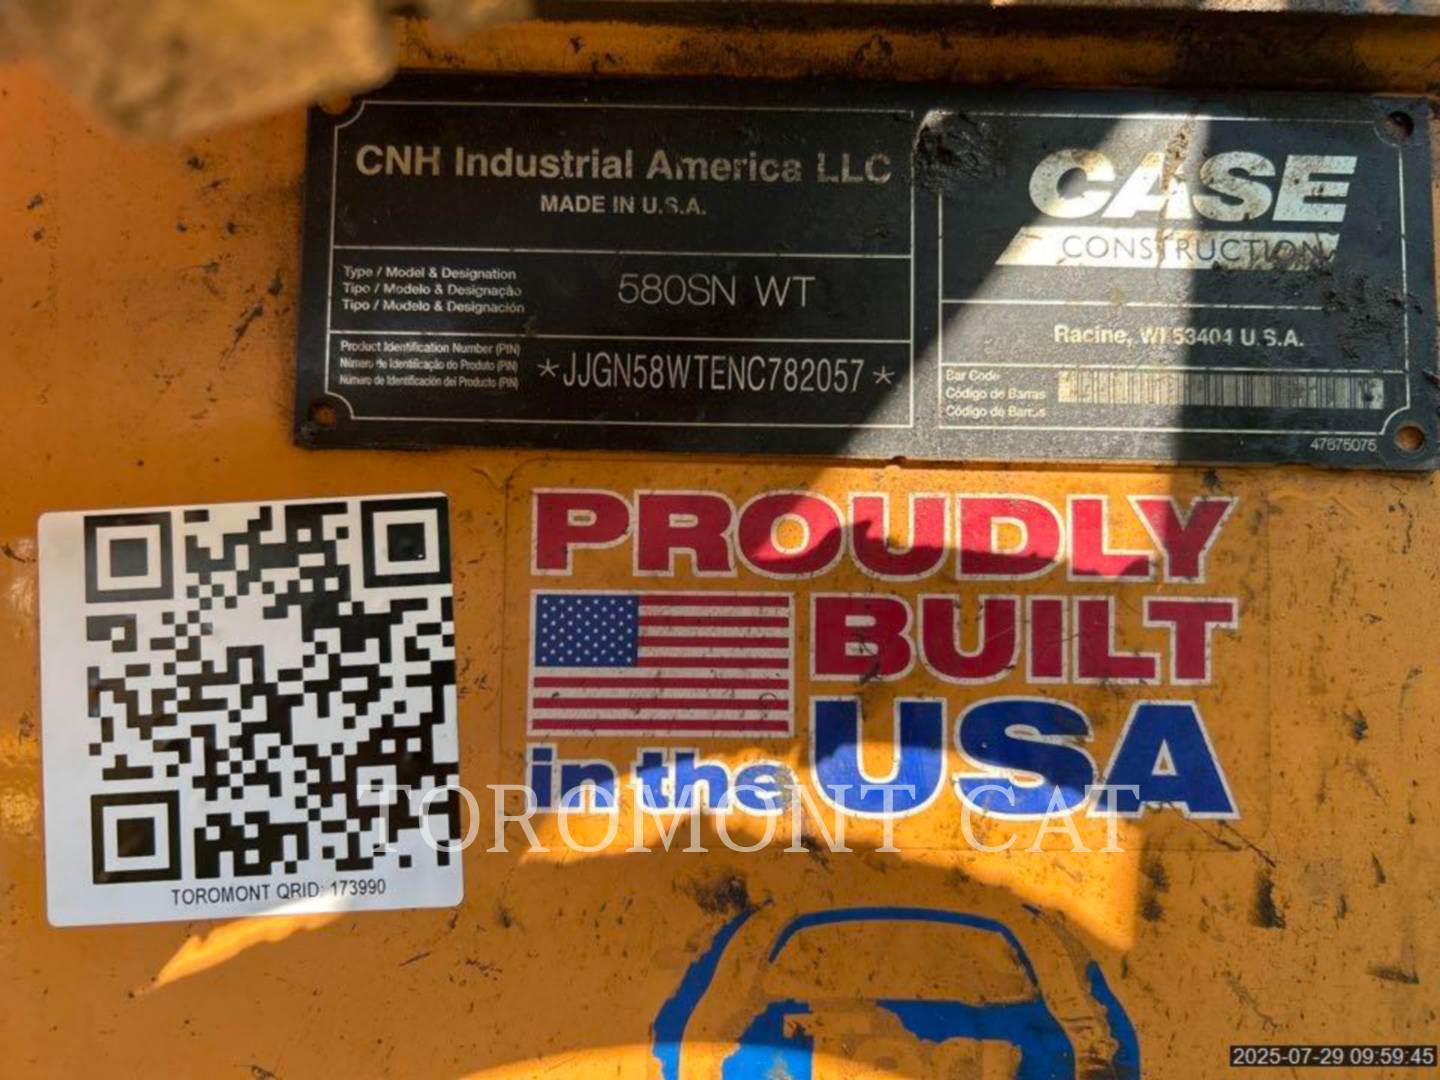 CNH Industrial America LLC
MADE IN U.S.A.
Type / Model & Designation
Tipo / Modelo & Designação
Tipo / Modelo & Designación
580SN WT
Product Identification Number (PIN)
Número de Identificação do Produto (PIN)
Número de Identificación del Producto (PIN)
*JJGN58WTENC782057*
CASE
CONSTRUCTION
Racine, WI 53404 U.S.A.
Bar Code
Código de Barras
Código de Barras
47875075
PROUDLY
BUILT
in the USA
TOROMONT CAT
TOROMONT QRID: 173990
2025-07-29 09:59:45